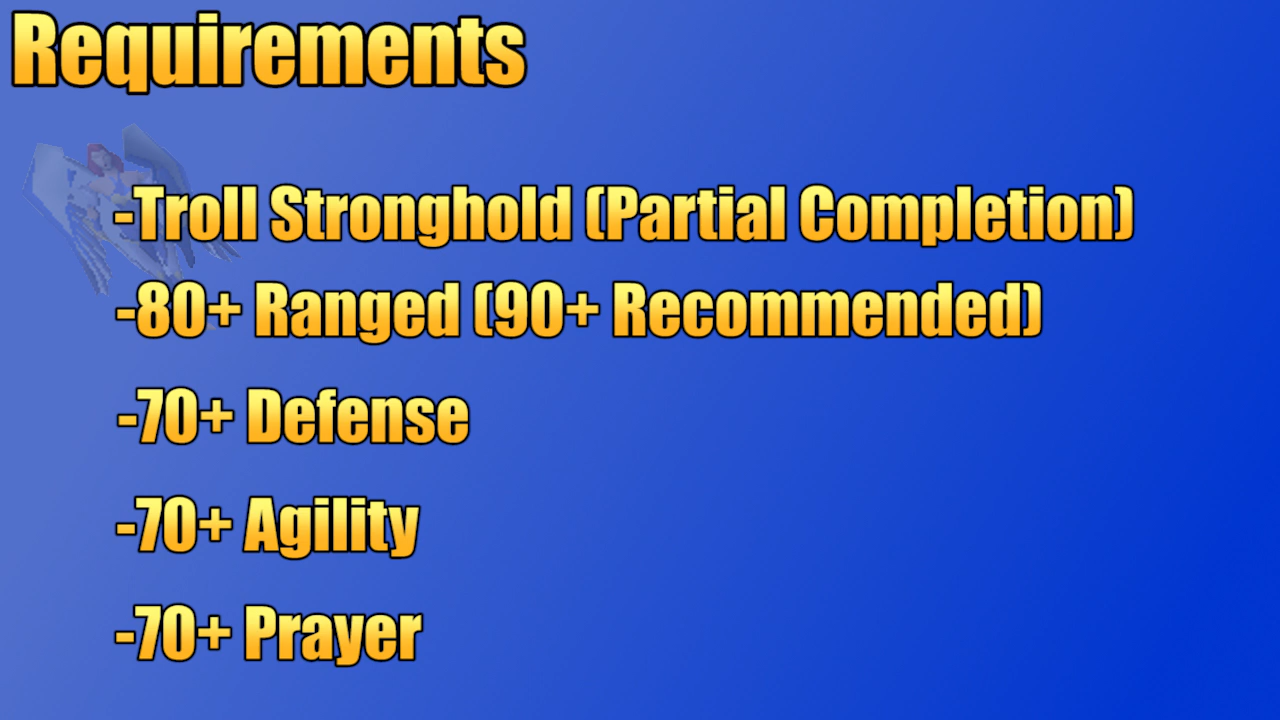 Requirements
-Troll Stronghold (Partial Completion)
-80+ Ranged (90+ Recommended)
-70+ Defense
-70+ Agility
-70+ Prayer